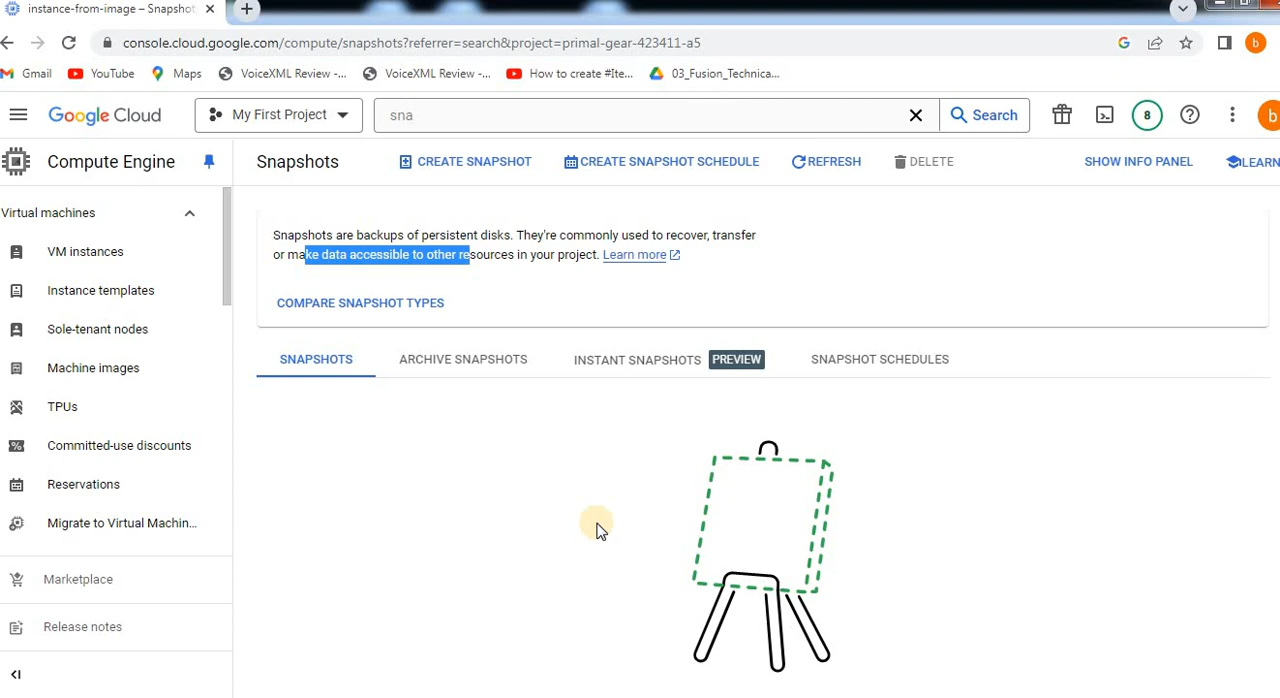 instance-from-image – Snapshot
console.cloud.google.com/compute/snapshots?referrer=search&project=primal-gear-423411-a5
b
Gmail
YouTube
Maps
VoiceXML Review -...
VoiceXML Review -...
How to create #Ite...
03_Fusion_Technica...
Google Cloud
My First Project
sna
Search
8
b
Compute Engine
Snapshots
CREATE SNAPSHOT
CREATE SNAPSHOT SCHEDULE
REFRESH
DELETE
SHOW INFO PANEL
LEARN
Virtual machines
VM instances
Instance templates
Sole-tenant nodes
Machine images
TPUs
Committed-use discounts
Reservations
Migrate to Virtual Machin...
Marketplace
Release notes
Snapshots are backups of persistent disks. They're commonly used to recover, transfer
or make data accessible to other resources in your project. Learn more
COMPARE SNAPSHOT TYPES
SNAPSHOTS
ARCHIVE SNAPSHOTS
INSTANT SNAPSHOTS PREVIEW
SNAPSHOT SCHEDULES